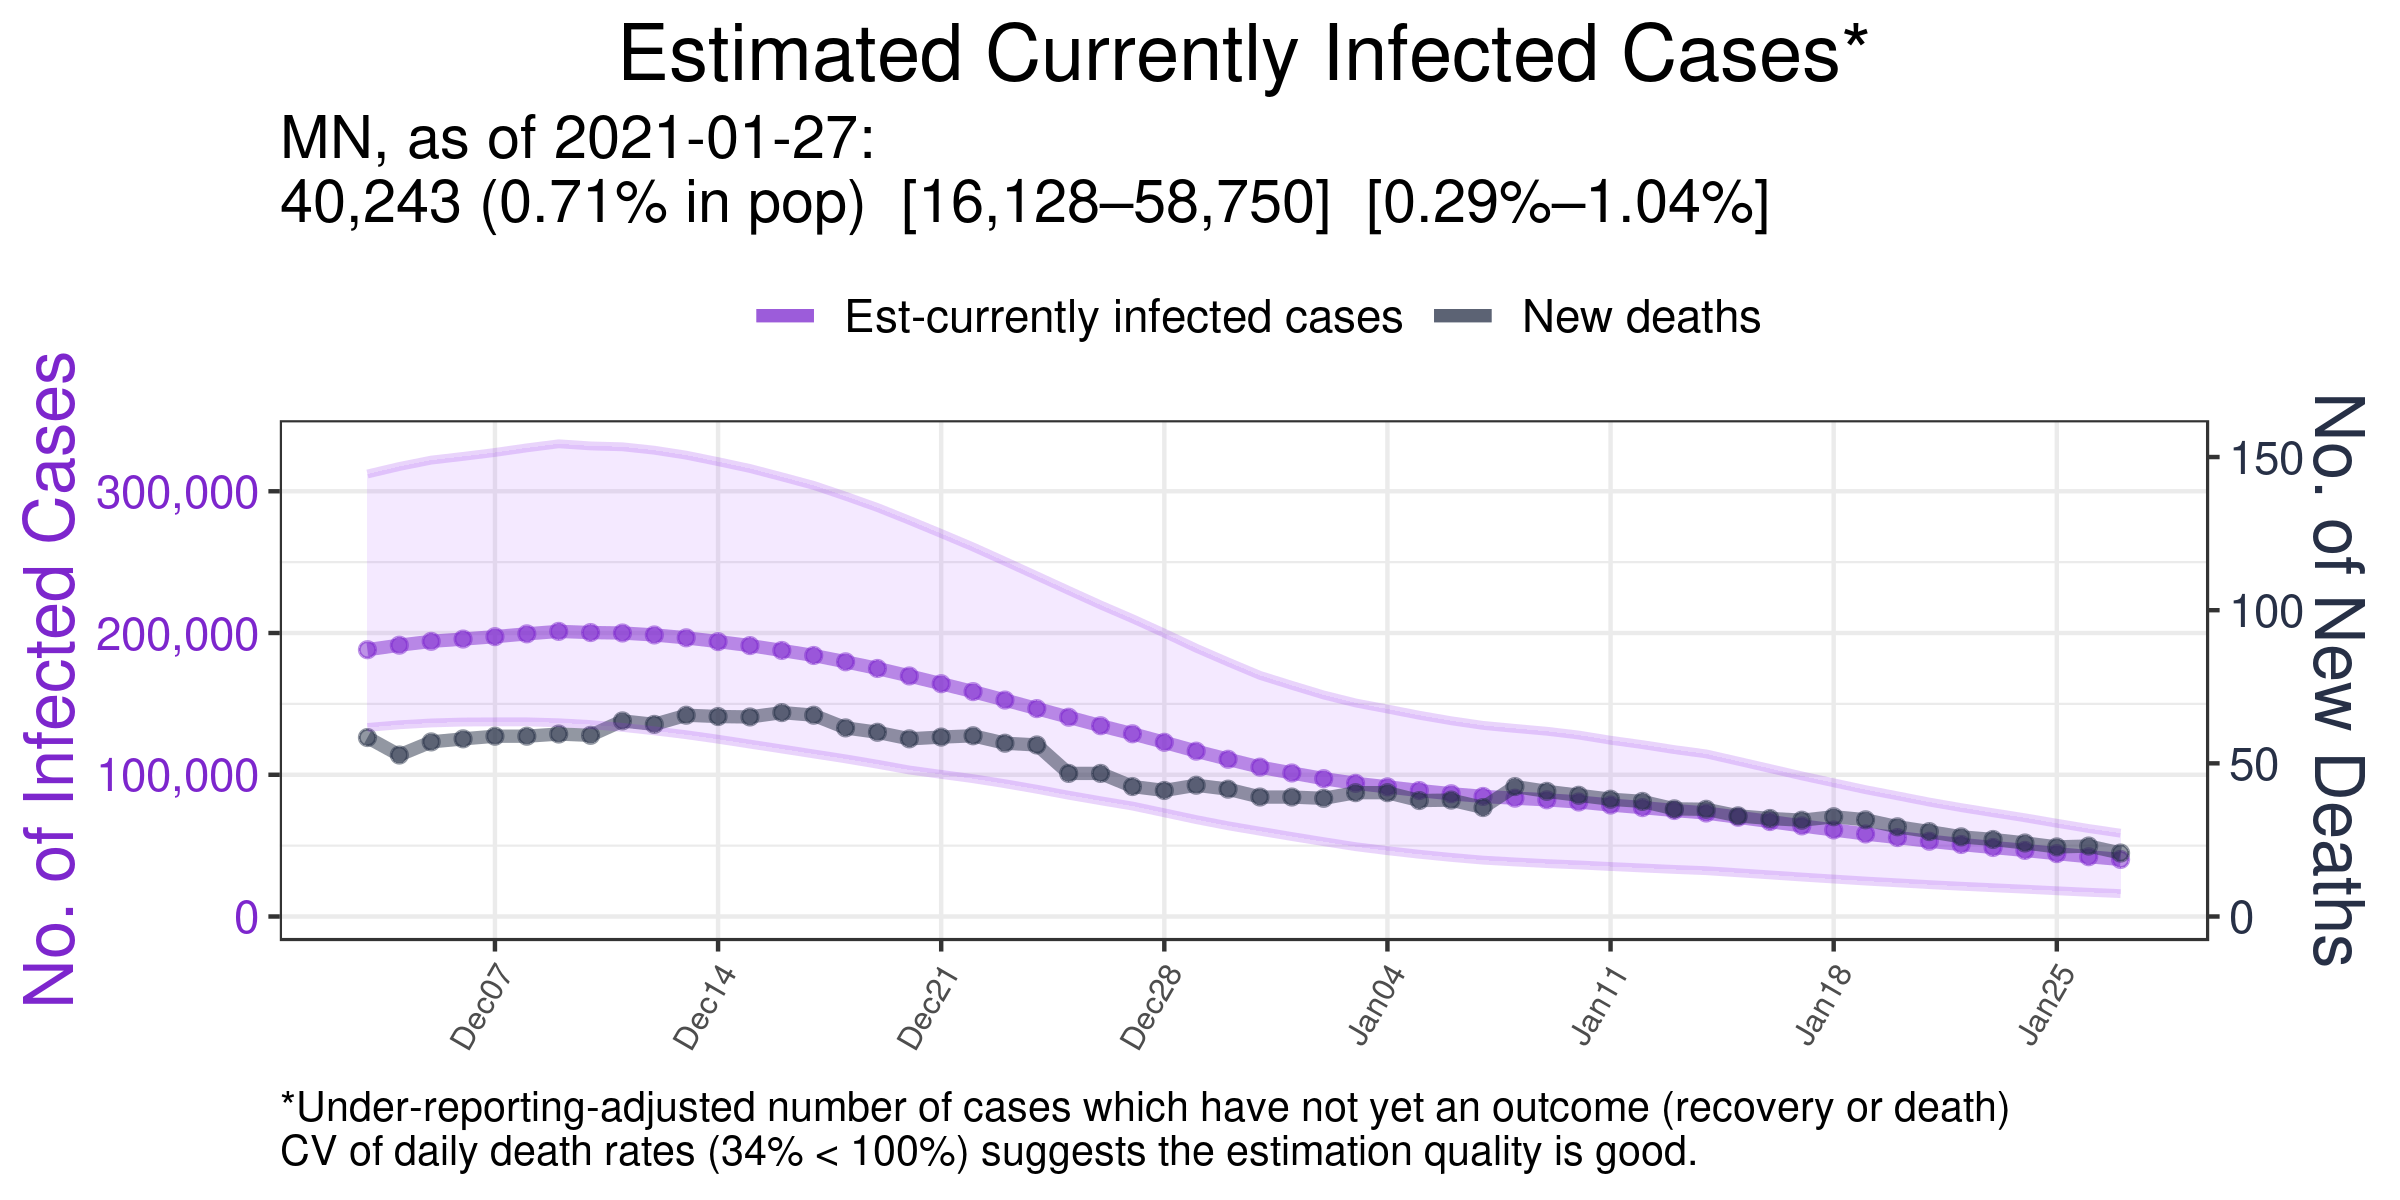 Estimated Currently Infected Cases*
MN, as of 2021-01-27:
40,243 (0.71% in pop)  [16,128–58,750]  [0.29%–1.04%]
Est-currently infected cases
New deaths
No. of Infected Cases
300,000
200,000
100,000
0
150
100
50
0
No. of New Deaths
Dec07
Dec14
Dec21
Dec28
Jan04
Jan11
Jan18
Jan25
*Under-reporting-adjusted number of cases which have not yet an outcome (recovery or death)
CV of daily death rates (34% < 100%) suggests the estimation quality is good.